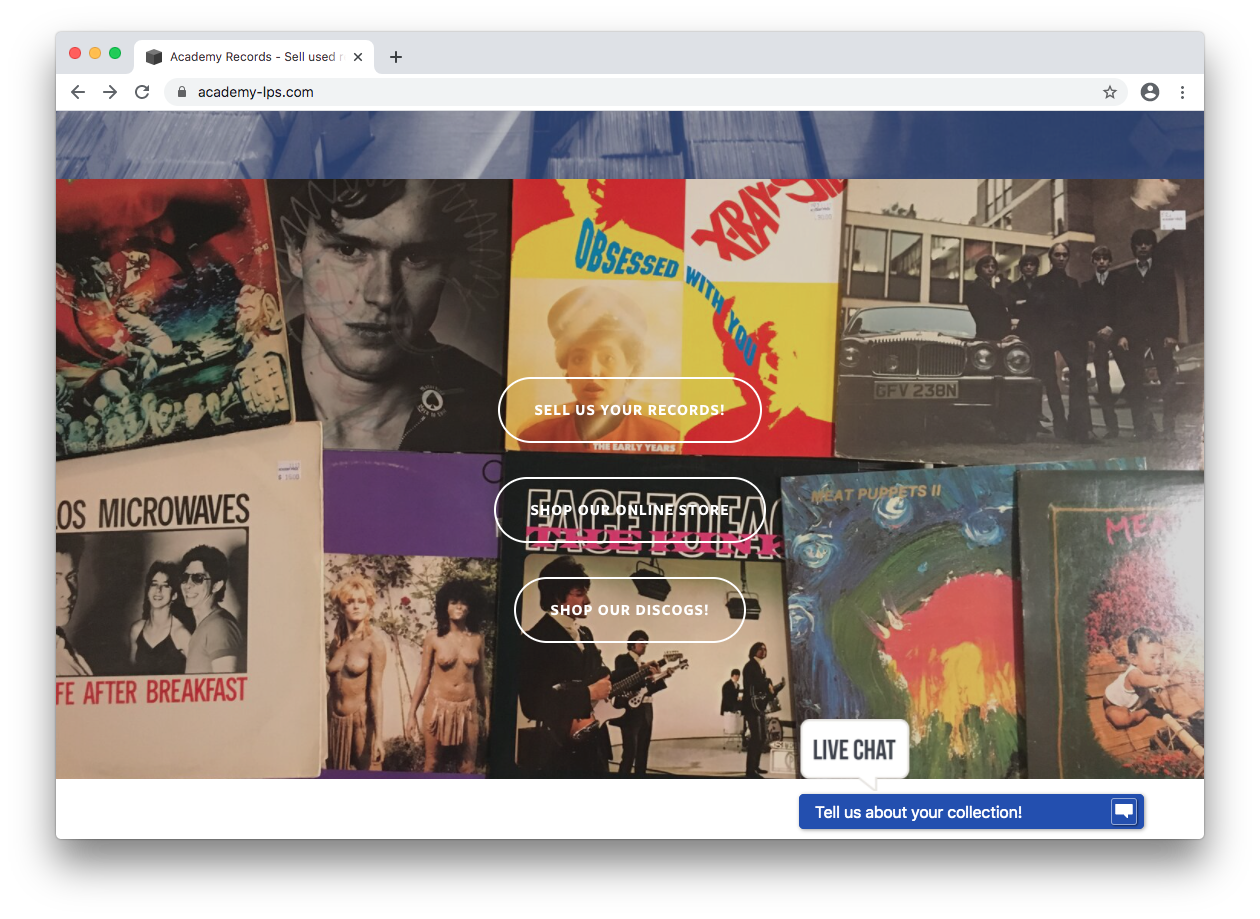 Academy Records - Sell used r
academy-lps.com
OBSESSED WITH YOU
X-RAY
GFV 238N
SELL US YOUR RECORDS!
THE EARLY YEARS
LOS MICROWAVES
MEAT PUPPETS II
FACE TO FAC
SHOP OUR ONLINE STORE
THE KINK
MEA
SHOP OUR DISCOGS!
FE AFTER BREAKFAST
LIVE CHAT
Tell us about your collection!